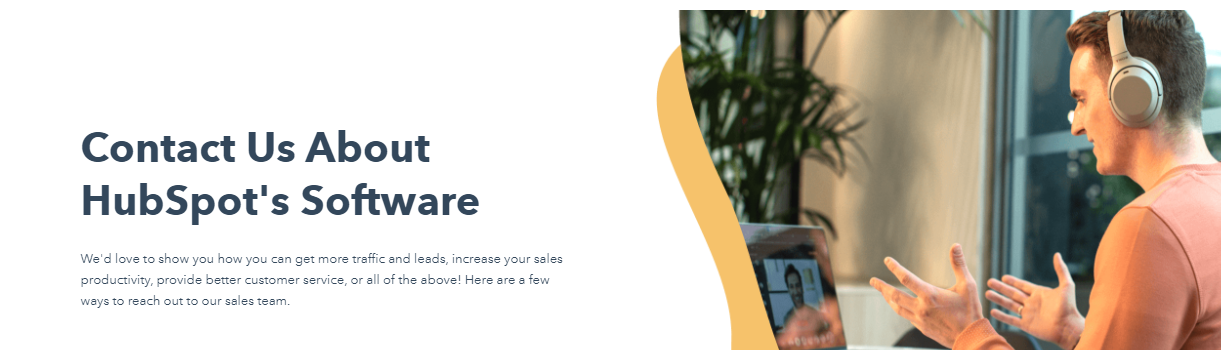 Contact Us About
HubSpot's Software
We'd love to show you how you can get more traffic and leads, increase your sales
productivity, provide better customer service, or all of the above! Here are a few
ways to reach out to our sales team.